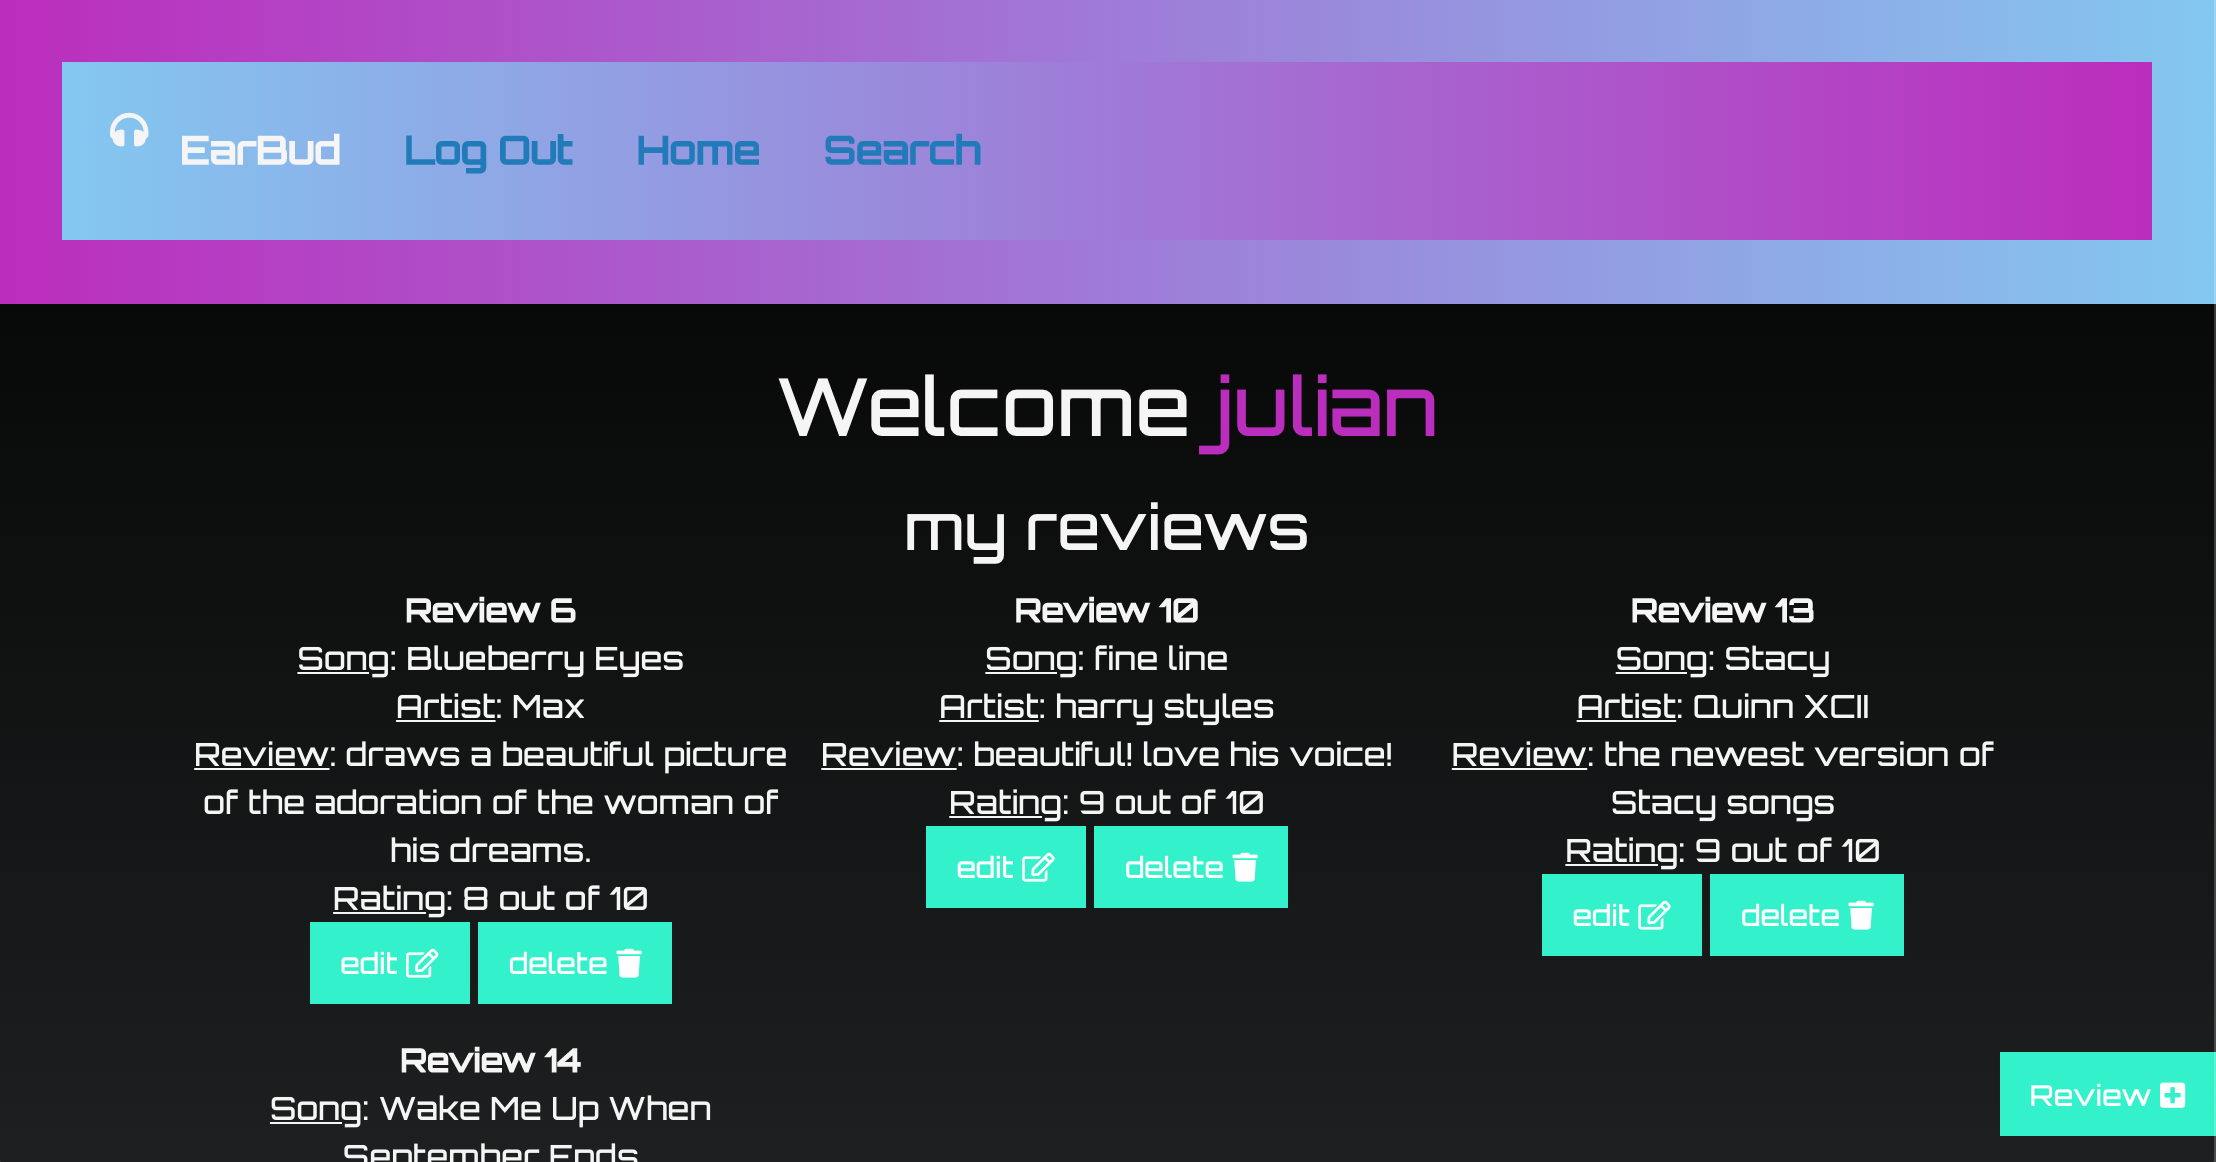 EarBud Log Out Home Search
Welcome julian
my reviews
Review 6
Song: Blueberry Eyes
Artist: Max
Review: draws a beautiful picture
of the adoration of the woman of
his dreams.
Rating: 8 out of 10
edit delete
Review 10
Song: fine line
Artist: harry styles
Review: beautiful! love his voice!
Rating: 9 out of 10
edit delete
Review 13
Song: Stacy
Artist: Quinn XCII
Review: the newest version of
Stacy songs
Rating: 9 out of 10
edit delete
Review 14
Song: Wake Me Up When
September Ends
Review